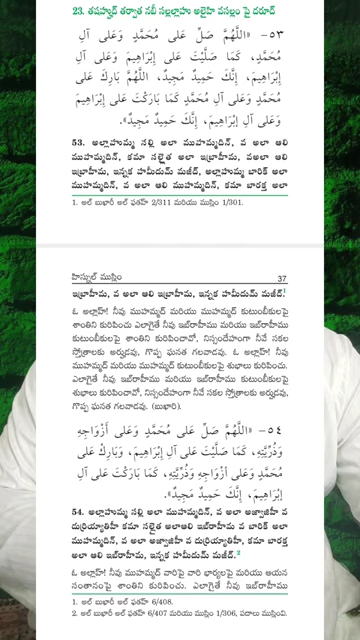 23. తషహ్హుద్ తర్వాత నబీ సల్లల్లాహు అలైహి వసల్లం పై దరూద్
٥٣- «اللَّهُمَّ صَلِّ عَلَى مُحَمَّدٍ وَعَلَى آلِ
مُحَمَّدٍ، كَمَا صَلَّيْتَ عَلَى إِبْرَاهِيمَ وَعَلَى آلِ
إِبْرَاهِيمَ، إِنَّكَ حَمِيدٌ مَجِيدٌ، اللَّهُمَّ بَارِكْ عَلَى
مُحَمَّدٍ وَعَلَى آلِ مُحَمَّدٍ كَمَا بَارَكْتَ عَلَى إِبْرَاهِيمَ
وَعَلَى آلِ إِبْرَاهِيمَ، إِنَّكَ حَمِيدٌ مَجِيدٌ».
53. అల్లాహుమ్మ సల్లి అలా ముహమ్మదిన్, వ అలా ఆలి
ముహమ్మదిన్, కమా సల్లైత అలా ఇబ్రాహీమ, వఅలా ఆలి
ఇబ్రాహీమ, ఇన్నక హమీదుమ్ మజీద్, అల్లాహుమ్మ బారిక్ అలా
ముహమ్మదిన్, వ అలా ఆలి ముహమ్మదిన్, కమా బారక్త అలా
1. అల్ బుఖారీ అల్ ఫతహ్ 2/311 మరియు ముస్లిం 1/301.
హిస్నుల్ ముస్లిం 37
ఇబ్రాహీమ, వ అలా ఆలి ఇబ్రాహీమ, ఇన్నక హమీదుమ్ మజీద్.1
ఓ అల్లాహ్! నీవు ముహమ్మద్ మరియు ముహమ్మద్ కుటుంబీకులపై
శాంతిని కురిపించు ఎలాగైతే నీవు ఇబ్‌రాహీము మరియు ఇబ్‌రాహీము
కుటుంబీకులపై శాంతిని కురిపించావో, నిస్సందేహంగా నీవే సకల
స్తోత్రాలకు అర్హుడవు, గొప్ప ఘనత గలవాడవు. ఓ అల్లాహ్! నీవు
ముహమ్మద్ మరియు ముహమ్మద్ కుటుంబీకులపై శుభాలు కురిపించు.
ఎలాగైతే నీవు ఇబ్‌రాహీము మరియు ఇబ్‌రాహీము కుటుంబీకులపై
శుభాలు కురిపించావో, నిస్సందేహంగా నీవే సకల స్తోత్రాలకు అర్హుడవు,
గొప్ప ఘనత గలవాడవు. (బుఖారి).
٥٤- «اللَّهُمَّ صَلِّ عَلَى مُحَمَّدٍ وَعَلَى أَزْوَاجِهِ
وَذُرِّيَّتِهِ، كَمَا صَلَّيْتَ عَلَى آلِ إِبْرَاهِيمَ، وَبَارِكْ عَلَى
مُحَمَّدٍ وَعَلَى أَزْوَاجِهِ وَذُرِّيَّتِهِ، كَمَا بَارَكْتَ عَلَى آلِ
إِبْرَاهِيمَ، إِنَّكَ حَمِيدٌ مَجِيدٌ».
54. అల్లాహుమ్మ సల్లి అలా ముహమ్మదిన్, వ అలా అజ్వాజిహీ వ
దుర్రియ్యాతిహీ కమా సల్లైత అలాఆలి ఇబ్‌రాహీమ వ బారిక్ అలా
ముహమ్మదిన్, వ అలా అజ్వాజిహీ వ దుర్రియ్యాతిహీ, కమా బారక్త
అలా ఆలి ఇబ్‌రాహీమ, ఇన్నక హమీదుమ్ మజీద్.2
ఓ అల్లాహ్! నీవు ముహమ్మద్ వారిపై వారి భార్యలపై మరియు ఆయన
సంతానంపై శాంతిని కురిపించు. ఎలాగైతే నీవు ఇబ్‌రాహీము
1. అల్ బుఖారీ అల్ ఫతహ్ 6/408.
2. అల్ బుఖారీ అల్ ఫతహ్ 6/407 మరియు ముస్లిం 1/306, పదాలు ముస్లింవి.